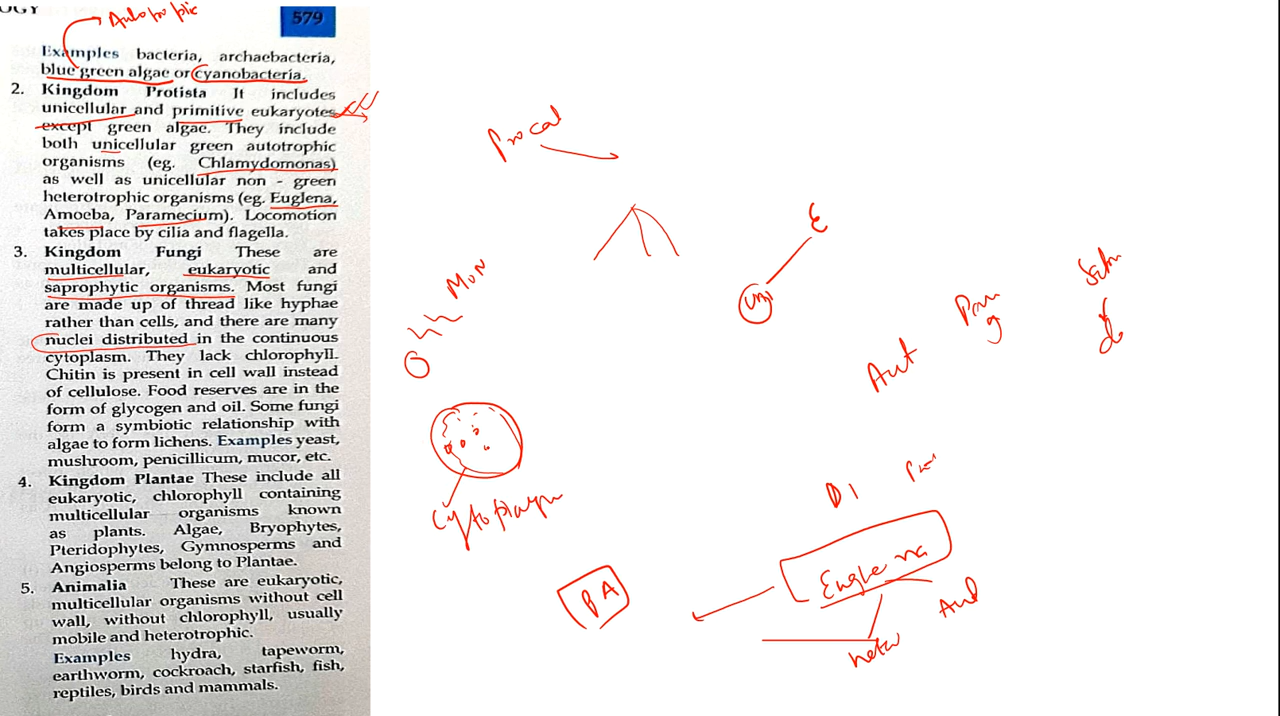 OGY
Autotrophic
579
Examples bacteria, archaebacteria,
blue green algae or cyanobacteria.
2. Kingdom Protista It includes
unicellular and primitive eukaryotes
except green algae. They include
both unicellular green autotrophic
organisms (eg. Chlamydomonas)
as well as unicellular non - green
heterotrophic organisms (eg. Euglena,
Amoeba, Paramecium). Locomotion
takes place by cilia and flagella.
3. Kingdom Fungi These are
multicellular, eukaryotic and
saprophytic organisms. Most fungi
are made up of thread like hyphae
rather than cells, and there are many
nuclei distributed in the continuous
cytoplasm. They lack chlorophyll.
Chitin is present in cell wall instead
of cellulose. Food reserves are in the
form of glycogen and oil. Some fungi
form a symbiotic relationship with
algae to form lichens. Examples yeast,
mushroom, penicillicum, mucor, etc.
4. Kingdom Plantae These include all
eukaryotic, chlorophyll containing
multicellular organisms known
as plants. Algae, Bryophytes,
Pteridophytes, Gymnosperms and
Angiosperms belong to Plantae.
5. Animalia These are eukaryotic,
multicellular organisms without cell
wall, without chlorophyll, usually
mobile and heterotrophic.
Examples hydra, tapeworm,
earthworm, cockroach, starfish, fish,
reptiles, birds and mammals.
E
Uni
Mon
Aut
Cytoplasm
BA
Aut